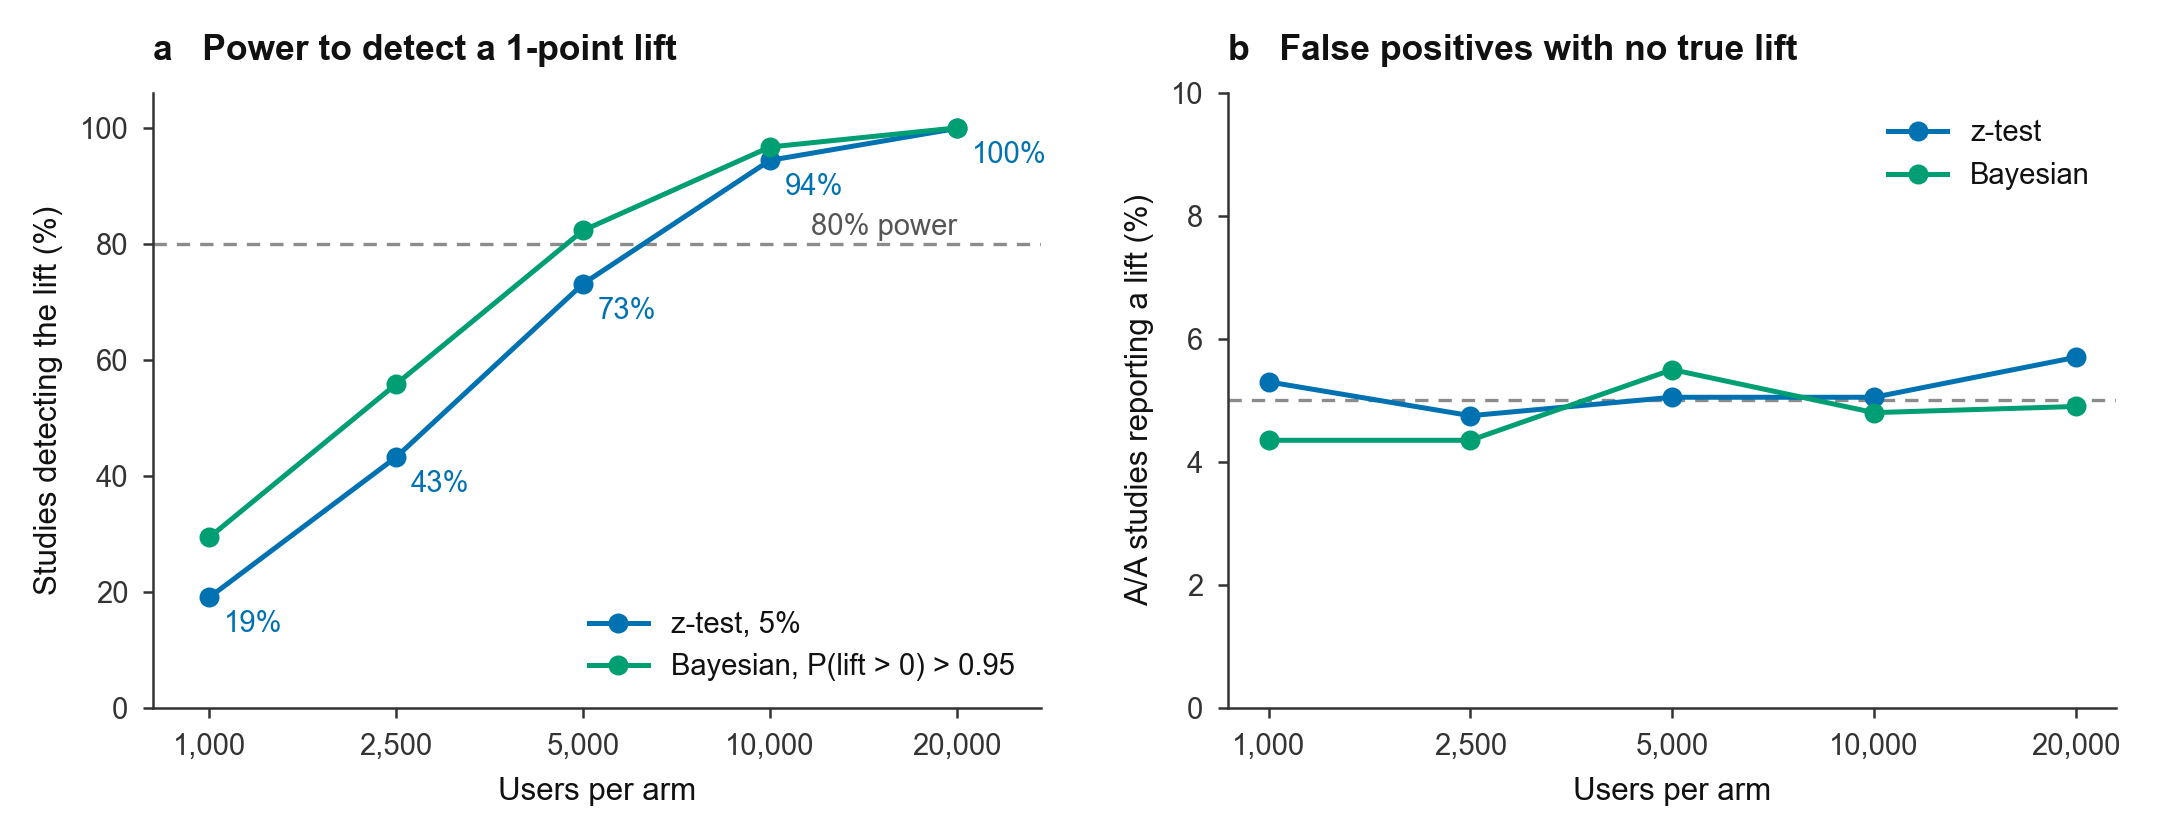 a Power to detect a 1-point lift
Studies detecting the lift (%)
100
80
60
40
20
0
1,000
2,500
5,000
10,000
20,000
Users per arm
19%
43%
73%
94%
100%
80% power
z-test, 5%
Bayesian, P(lift > 0) > 0.95
b False positives with no true lift
A/A studies reporting a lift (%)
10
8
6
4
2
0
1,000
2,500
5,000
10,000
20,000
Users per arm
z-test
Bayesian